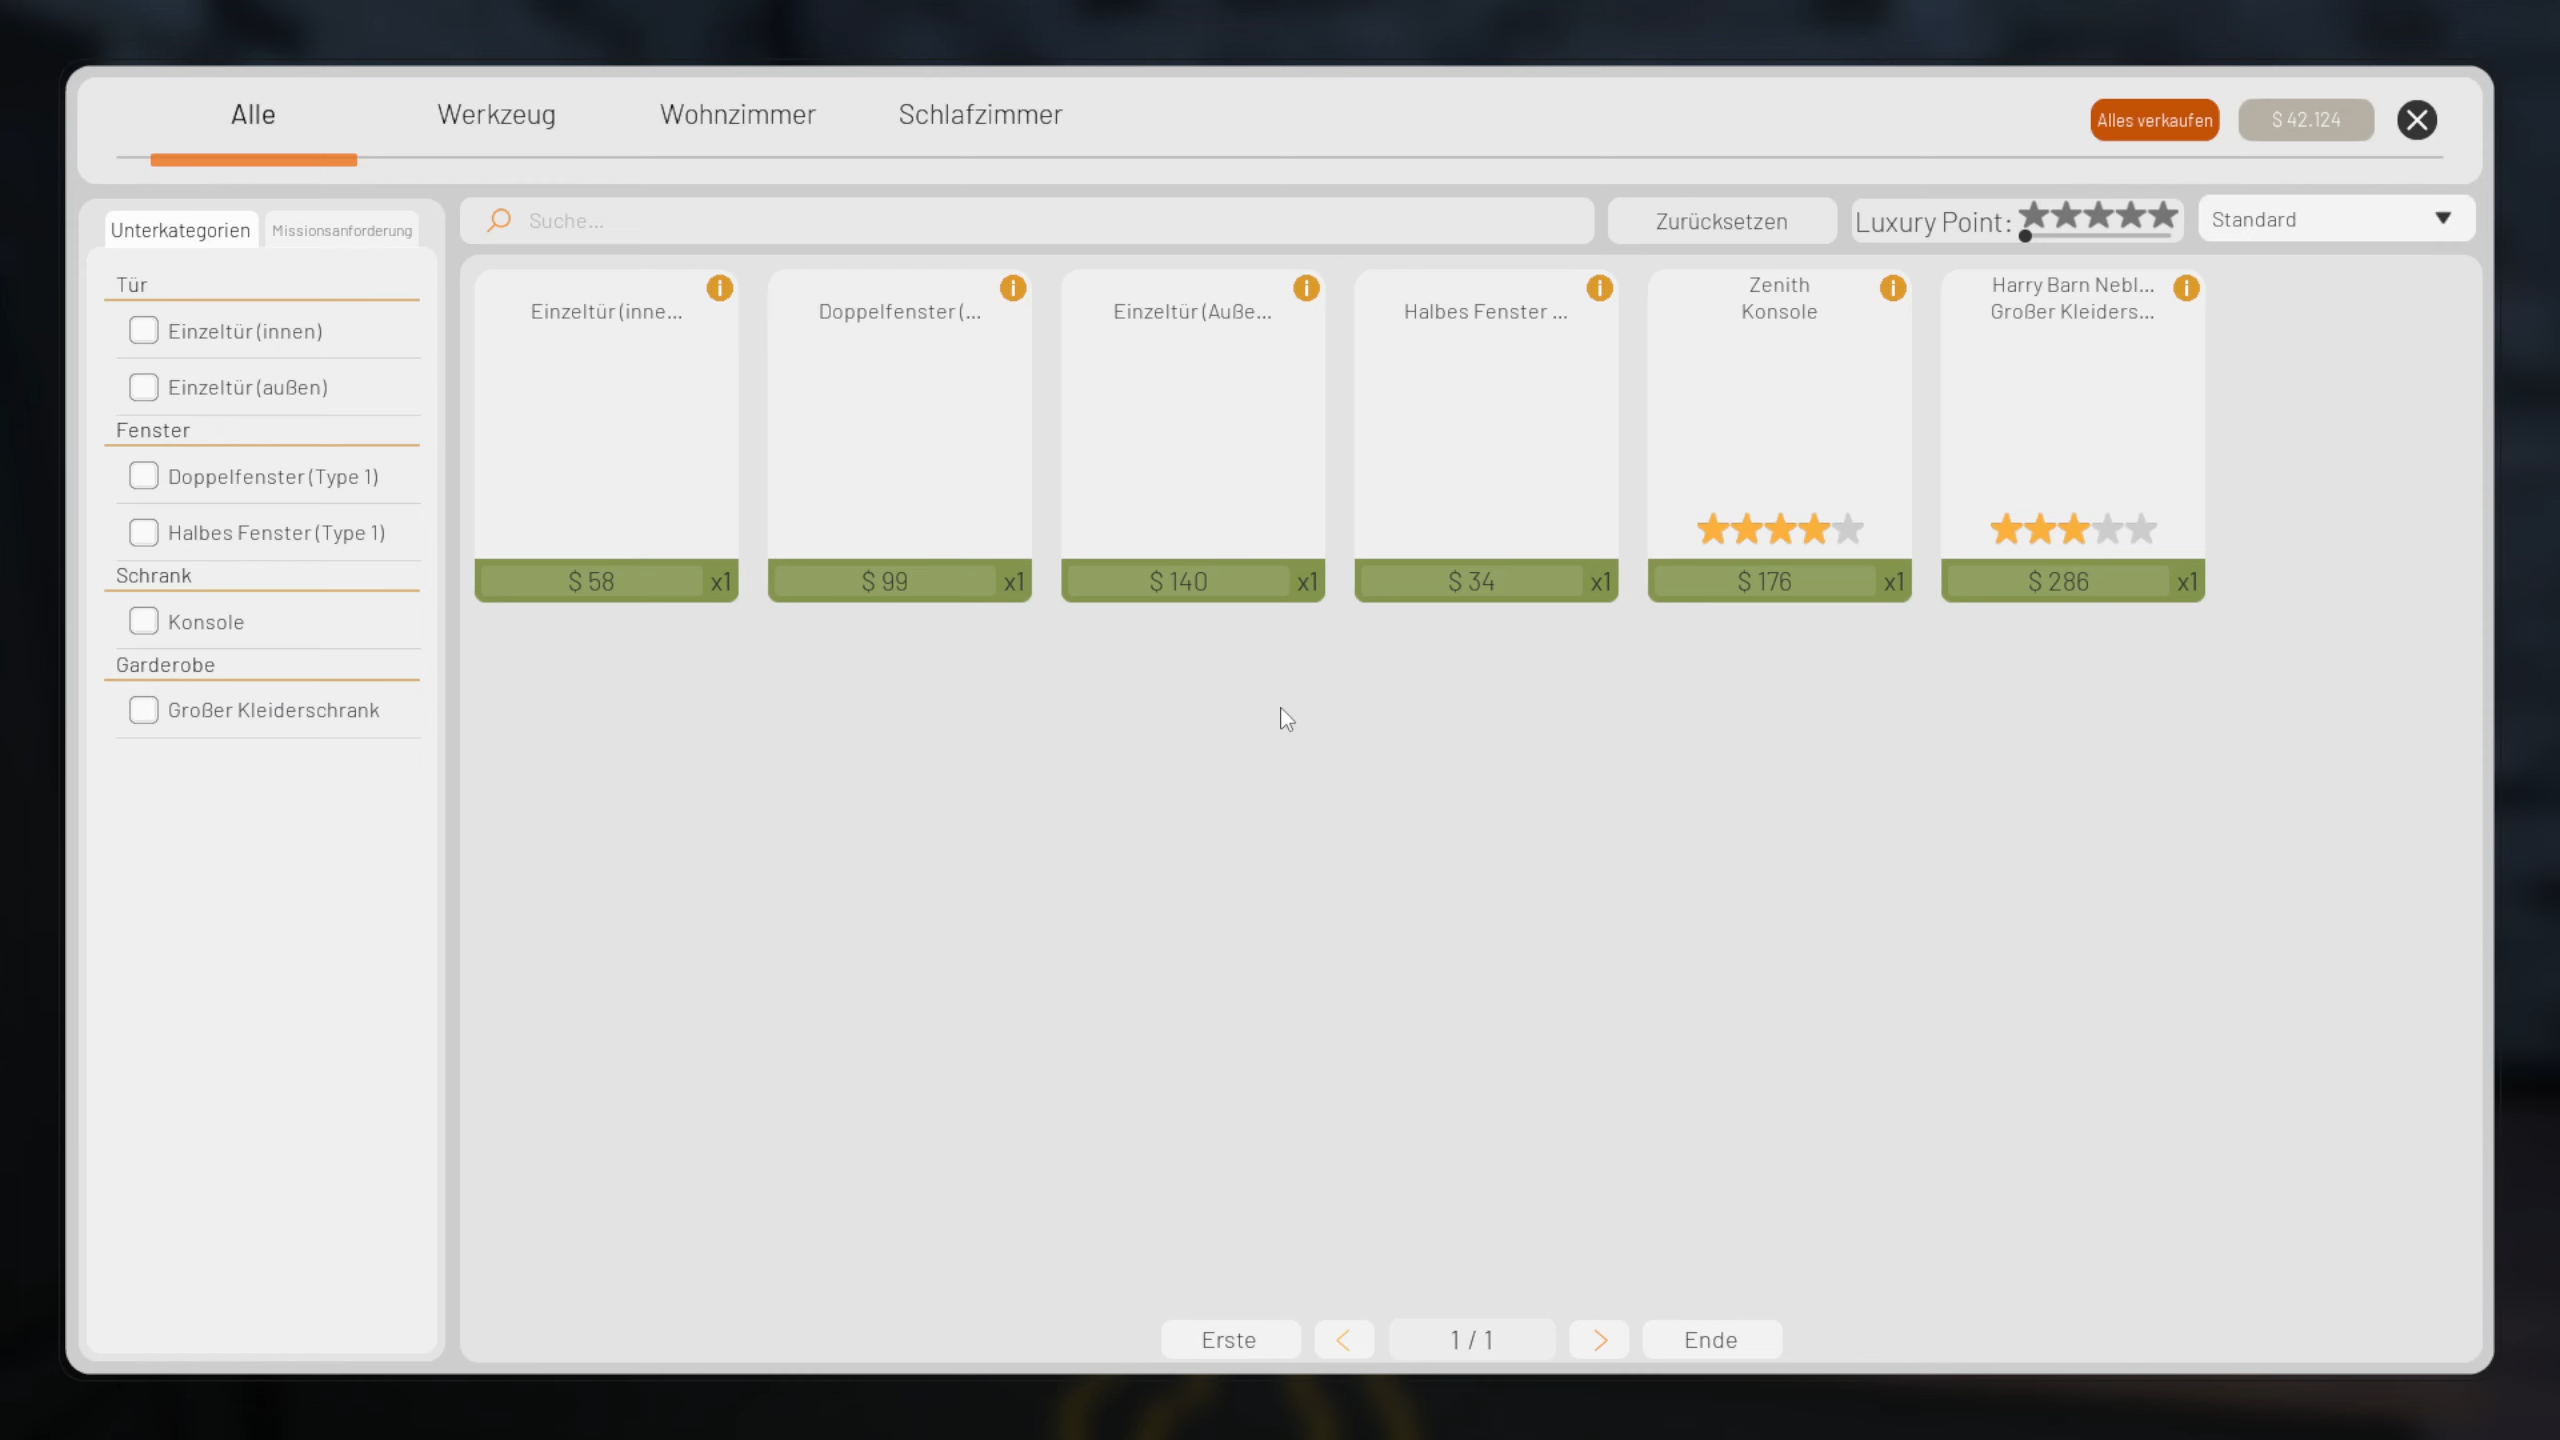 Alle
Werkzeug
Wohnzimmer
Schlafzimmer
Alles verkaufen
$ 42.124
Unterkategorien
Missionsanforderung
Suche...
Zurücksetzen
Luxury Point:
Standard
Tür
Einzeltür (innen)
Einzeltür (außen)
Fenster
Doppelfenster (Type 1)
Halbes Fenster (Type 1)
Schrank
Konsole
Garderobe
Großer Kleiderschrank
Einzeltür (inne...
$ 58
x1
Doppelfenster (...
$ 99
x1
Einzeltür (Auße...
$ 140
x1
Halbes Fenster ...
$ 34
x1
Zenith
Konsole
$ 176
x1
Harry Barn Nebl...
Großer Kleiders...
$ 286
x1
Erste
<
1 / 1
>
Ende